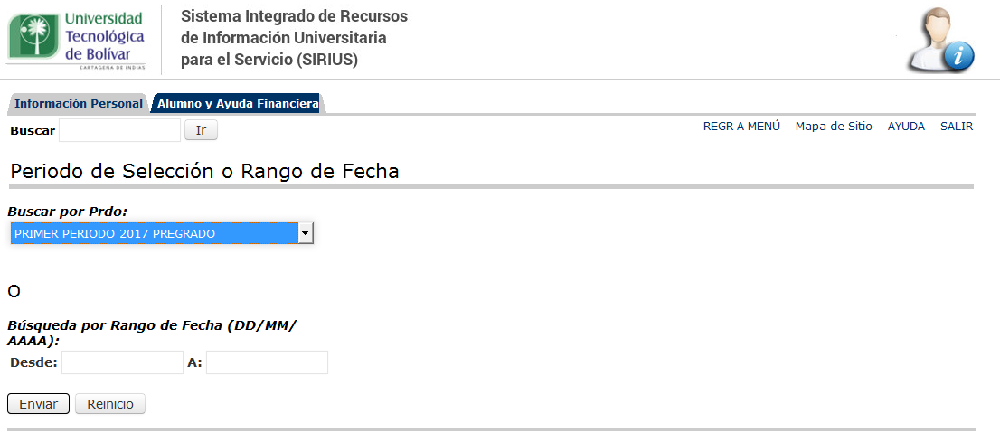 Universidad
Tecnológica
de Bolívar
CARTAGENA DE INDIAS
Sistema Integrado de Recursos
de Información Universitaria
para el Servicio (SIRIUS)
i
Información Personal Alumno y Ayuda Financiera
Buscar Ir REGR A MENÚ Mapa de Sitio AYUDA SALIR
Periodo de Selección o Rango de Fecha
Buscar por Prdo:
PRIMER PERIODO 2017 PREGRADO
O
Búsqueda por Rango de Fecha (DD/MM/
AAAA):
Desde: A:
Enviar Reinicio